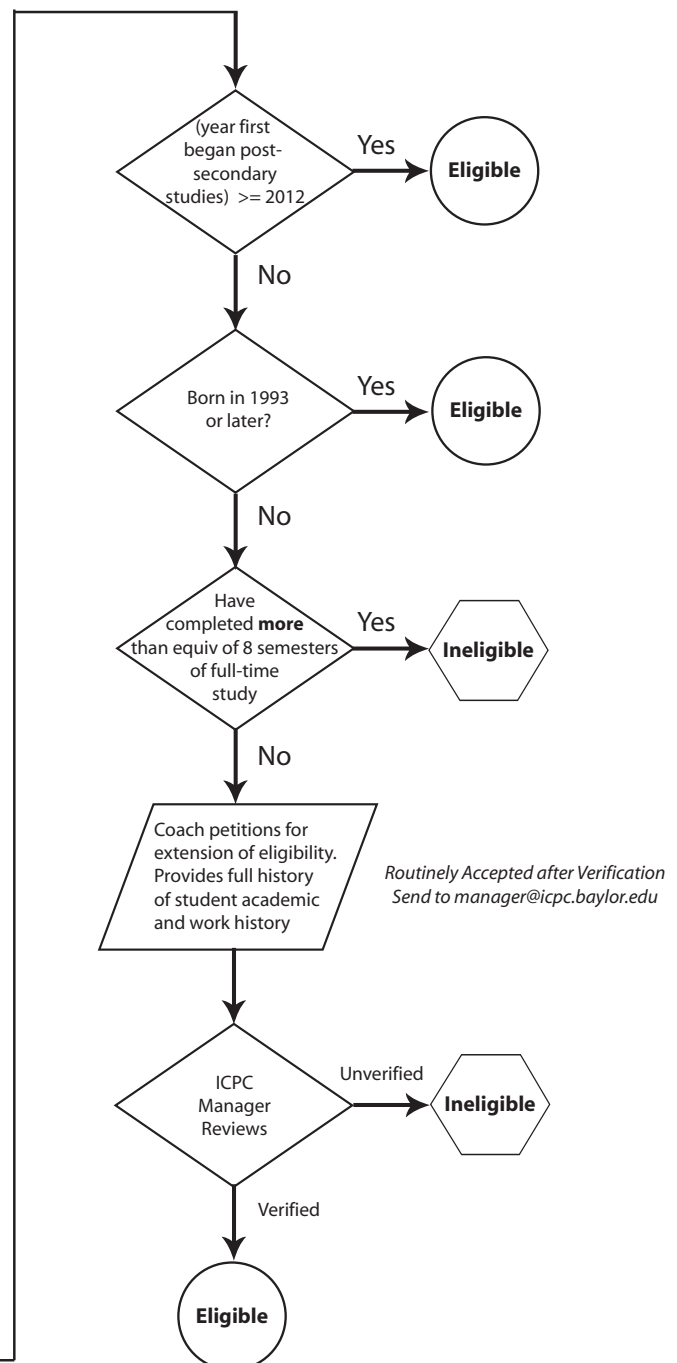 (year first
began post-
secondary
studies) >= 2012
Yes
Eligible
No
Born in 1993
or later?
Yes
Eligible
No
Have
completed more
than equiv of 8 semesters
of full-time
study
Yes
Ineligible
No
Coach petitions for
extension of eligibility.
Provides full history
of student academic
and work history
Routinely Accepted after Verification
Send to manager@icpc.baylor.edu
ICPC
Manager
Reviews
Unverified
Ineligible
Verified
Eligible